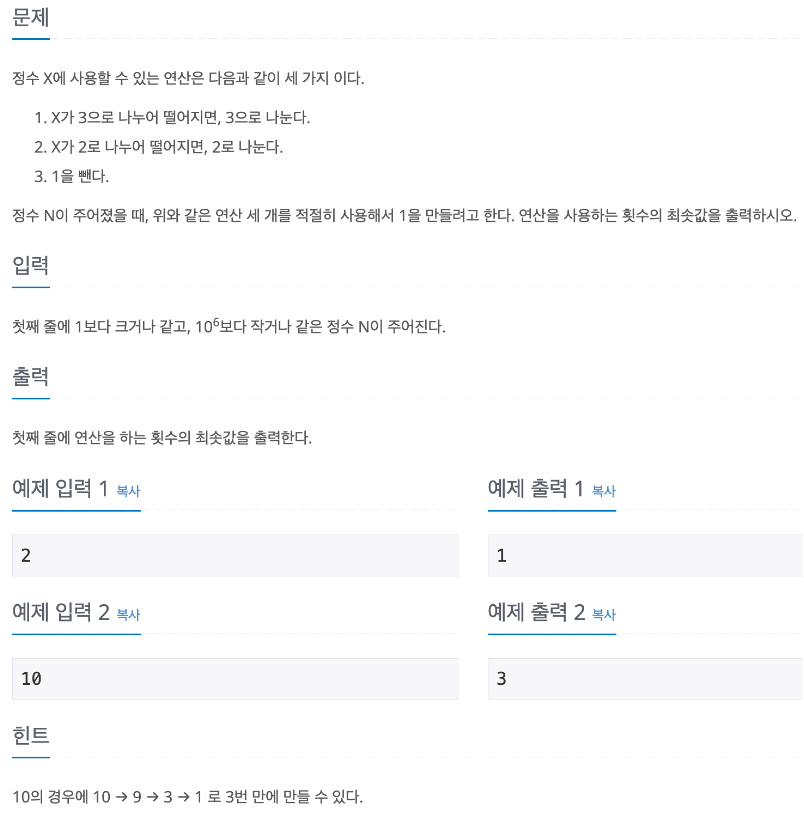 문제
정수 X에 사용할 수 있는 연산은 다음과 같이 세 가지 이다.
1. X가 3으로 나누어 떨어지면, 3으로 나눈다.
2. X가 2로 나누어 떨어지면, 2로 나눈다.
3. 1을 뺀다.
정수 N이 주어졌을 때, 위와 같은 연산 세 개를 적절히 사용해서 1을 만들려고 한다. 연산을 사용하는 횟수의 최솟값을 출력하시오.
입력
첫째 줄에 1보다 크거나 같고, 10⁶보다 작거나 같은 정수 N이 주어진다.
출력
첫째 줄에 연산을 하는 횟수의 최솟값을 출력한다.
예제 입력 1 복사
예제 출력 1 복사
2
1
예제 입력 2 복사
예제 출력 2 복사
10
3
힌트
10의 경우에 10 → 9 → 3 → 1 로 3번 만에 만들 수 있다.